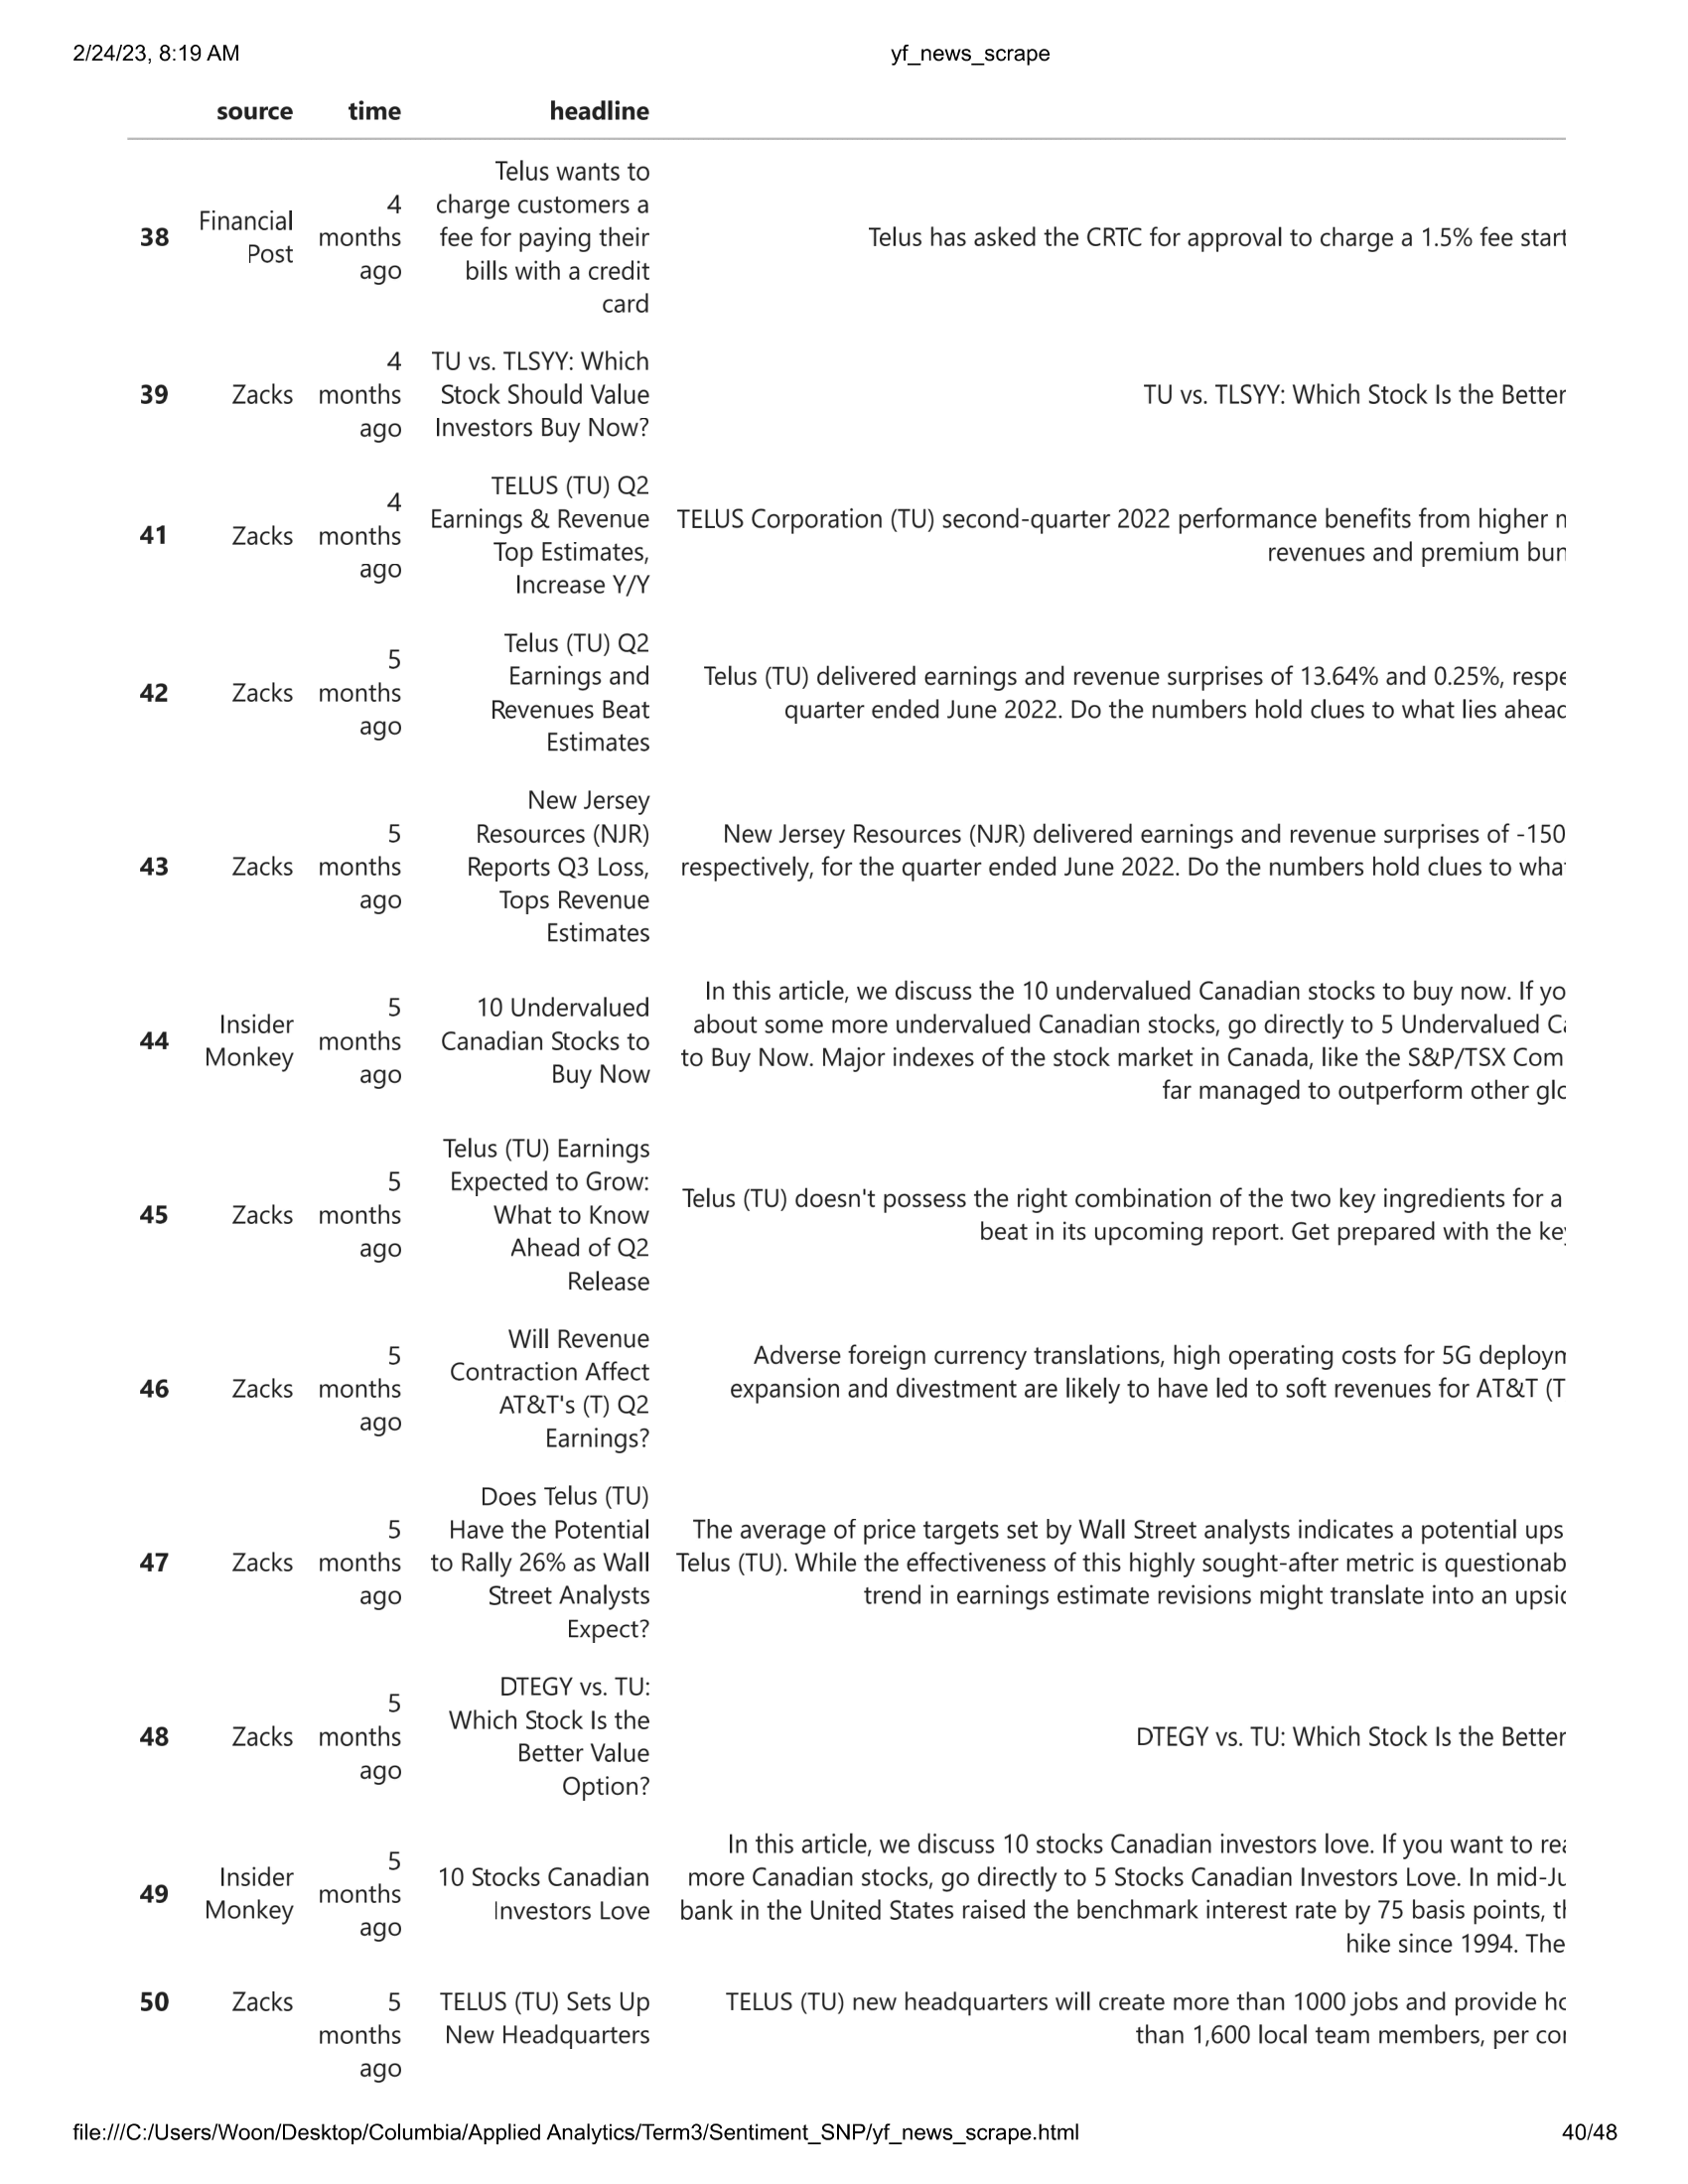 2/24/23, 8:19 AM yf_news_scrape
source time headline
38 Financial Post 4 months ago Telus wants to charge customers a fee for paying their bills with a credit card Telus has asked the CRTC for approval to charge a 1.5% fee start
39 Zacks 4 months ago TU vs. TLSYY: Which Stock Should Value Investors Buy Now? TU vs. TLSYY: Which Stock Is the Better
41 Zacks 4 months ago TELUS (TU) Q2 Earnings & Revenue Top Estimates, Increase Y/Y TELUS Corporation (TU) second-quarter 2022 performance benefits from higher
revenues and premium bun
42 Zacks 5 months ago Telus (TU) Q2 Earnings and Revenues Beat Estimates Telus (TU) delivered earnings and revenue surprises of 13.64% and 0.25%, respe
quarter ended June 2022. Do the numbers hold clues to what lies ahead
43 Zacks 5 months ago New Jersey Resources (NJR) Reports Q3 Loss, Tops Revenue Estimates New Jersey Resources (NJR) delivered earnings and revenue surprises of -150
respectively, for the quarter ended June 2022. Do the numbers hold clues to what
44 Insider Monkey 5 months ago 10 Undervalued Canadian Stocks to Buy Now In this article, we discuss the 10 undervalued Canadian stocks to buy now. If yo
about some more undervalued Canadian stocks, go directly to 5 Undervalued Ca
to Buy Now. Major indexes of the stock market in Canada, like the S&P/TSX Com
far managed to outperform other glo
45 Zacks 5 months ago Telus (TU) Earnings Expected to Grow: What to Know Ahead of Q2 Release Telus (TU) doesn't possess the right combination of the two key ingredients for a
beat in its upcoming report. Get prepared with the key
46 Zacks 5 months ago Will Revenue Contraction Affect AT&T's (T) Q2 Earnings? Adverse foreign currency translations, high operating costs for 5G deploym
expansion and divestment are likely to have led to soft revenues for AT&T (T
47 Zacks 5 months ago Does Telus (TU) Have the Potential to Rally 26% as Wall Street Analysts Expect? The average of price targets set by Wall Street analysts indicates a potential ups
Telus (TU). While the effectiveness of this highly sought-after metric is questionab
trend in earnings estimate revisions might translate into an upsid
48 Zacks 5 months ago DTEGY vs. TU: Which Stock Is the Better Value Option? DTEGY vs. TU: Which Stock Is the Better
49 Insider Monkey 5 months ago 10 Stocks Canadian Investors Love In this article, we discuss 10 stocks Canadian investors love. If you want to rea
more Canadian stocks, go directly to 5 Stocks Canadian Investors Love. In mid-Ju
bank in the United States raised the benchmark interest rate by 75 basis points, th
hike since 1994. The
50 Zacks 5 months ago TELUS (TU) Sets Up New Headquarters TELUS (TU) new headquarters will create more than 1000 jobs and provide ho
than 1,600 local team members, per
file:///C:/Users/Woon/Desktop/Columbia/Applied Analytics/Term3/Sentiment_SNP/yf_news_scrape.html 40/48